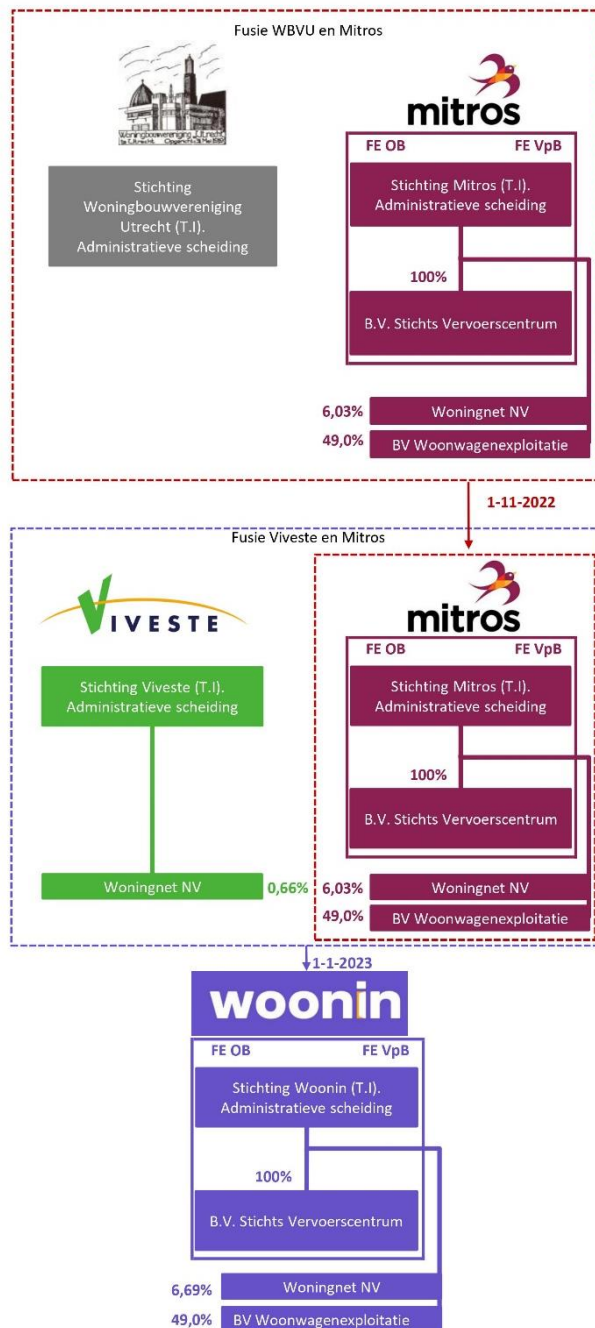 Fusie WBVU en Mitros
Woningbouwvereniging
mitros
FE OB
FE VpB
Stichting
Woningbouwvereniging
Utrecht (T.I).
Administratieve scheiding
Stichting Mitros (T.I).
Administratieve scheiding
100%
B.V. Stichts Vervoerscentrum
6,03%
Woningnet NV
49,0%
BV Woonwagenexploitatie
1-11-2022
Fusie Viveste en Mitros
VIVESTE
mitros
FE OB
FE VpB
Stichting Viveste (T.I).
Administratieve scheiding
Stichting Mitros (T.I).
Administratieve scheiding
100%
B.V. Stichts Vervoerscentrum
Woningnet NV
0,66%
6,03%
Woningnet NV
49,0%
BV Woonwagenexploitatie
1-1-2023
woonin
FE OB
FE VpB
Stichting Woonin (T.I).
Administratieve scheiding
100%
B.V. Stichts Vervoerscentrum
6,69%
Woningnet NV
49,0%
BV Woonwagenexploitatie